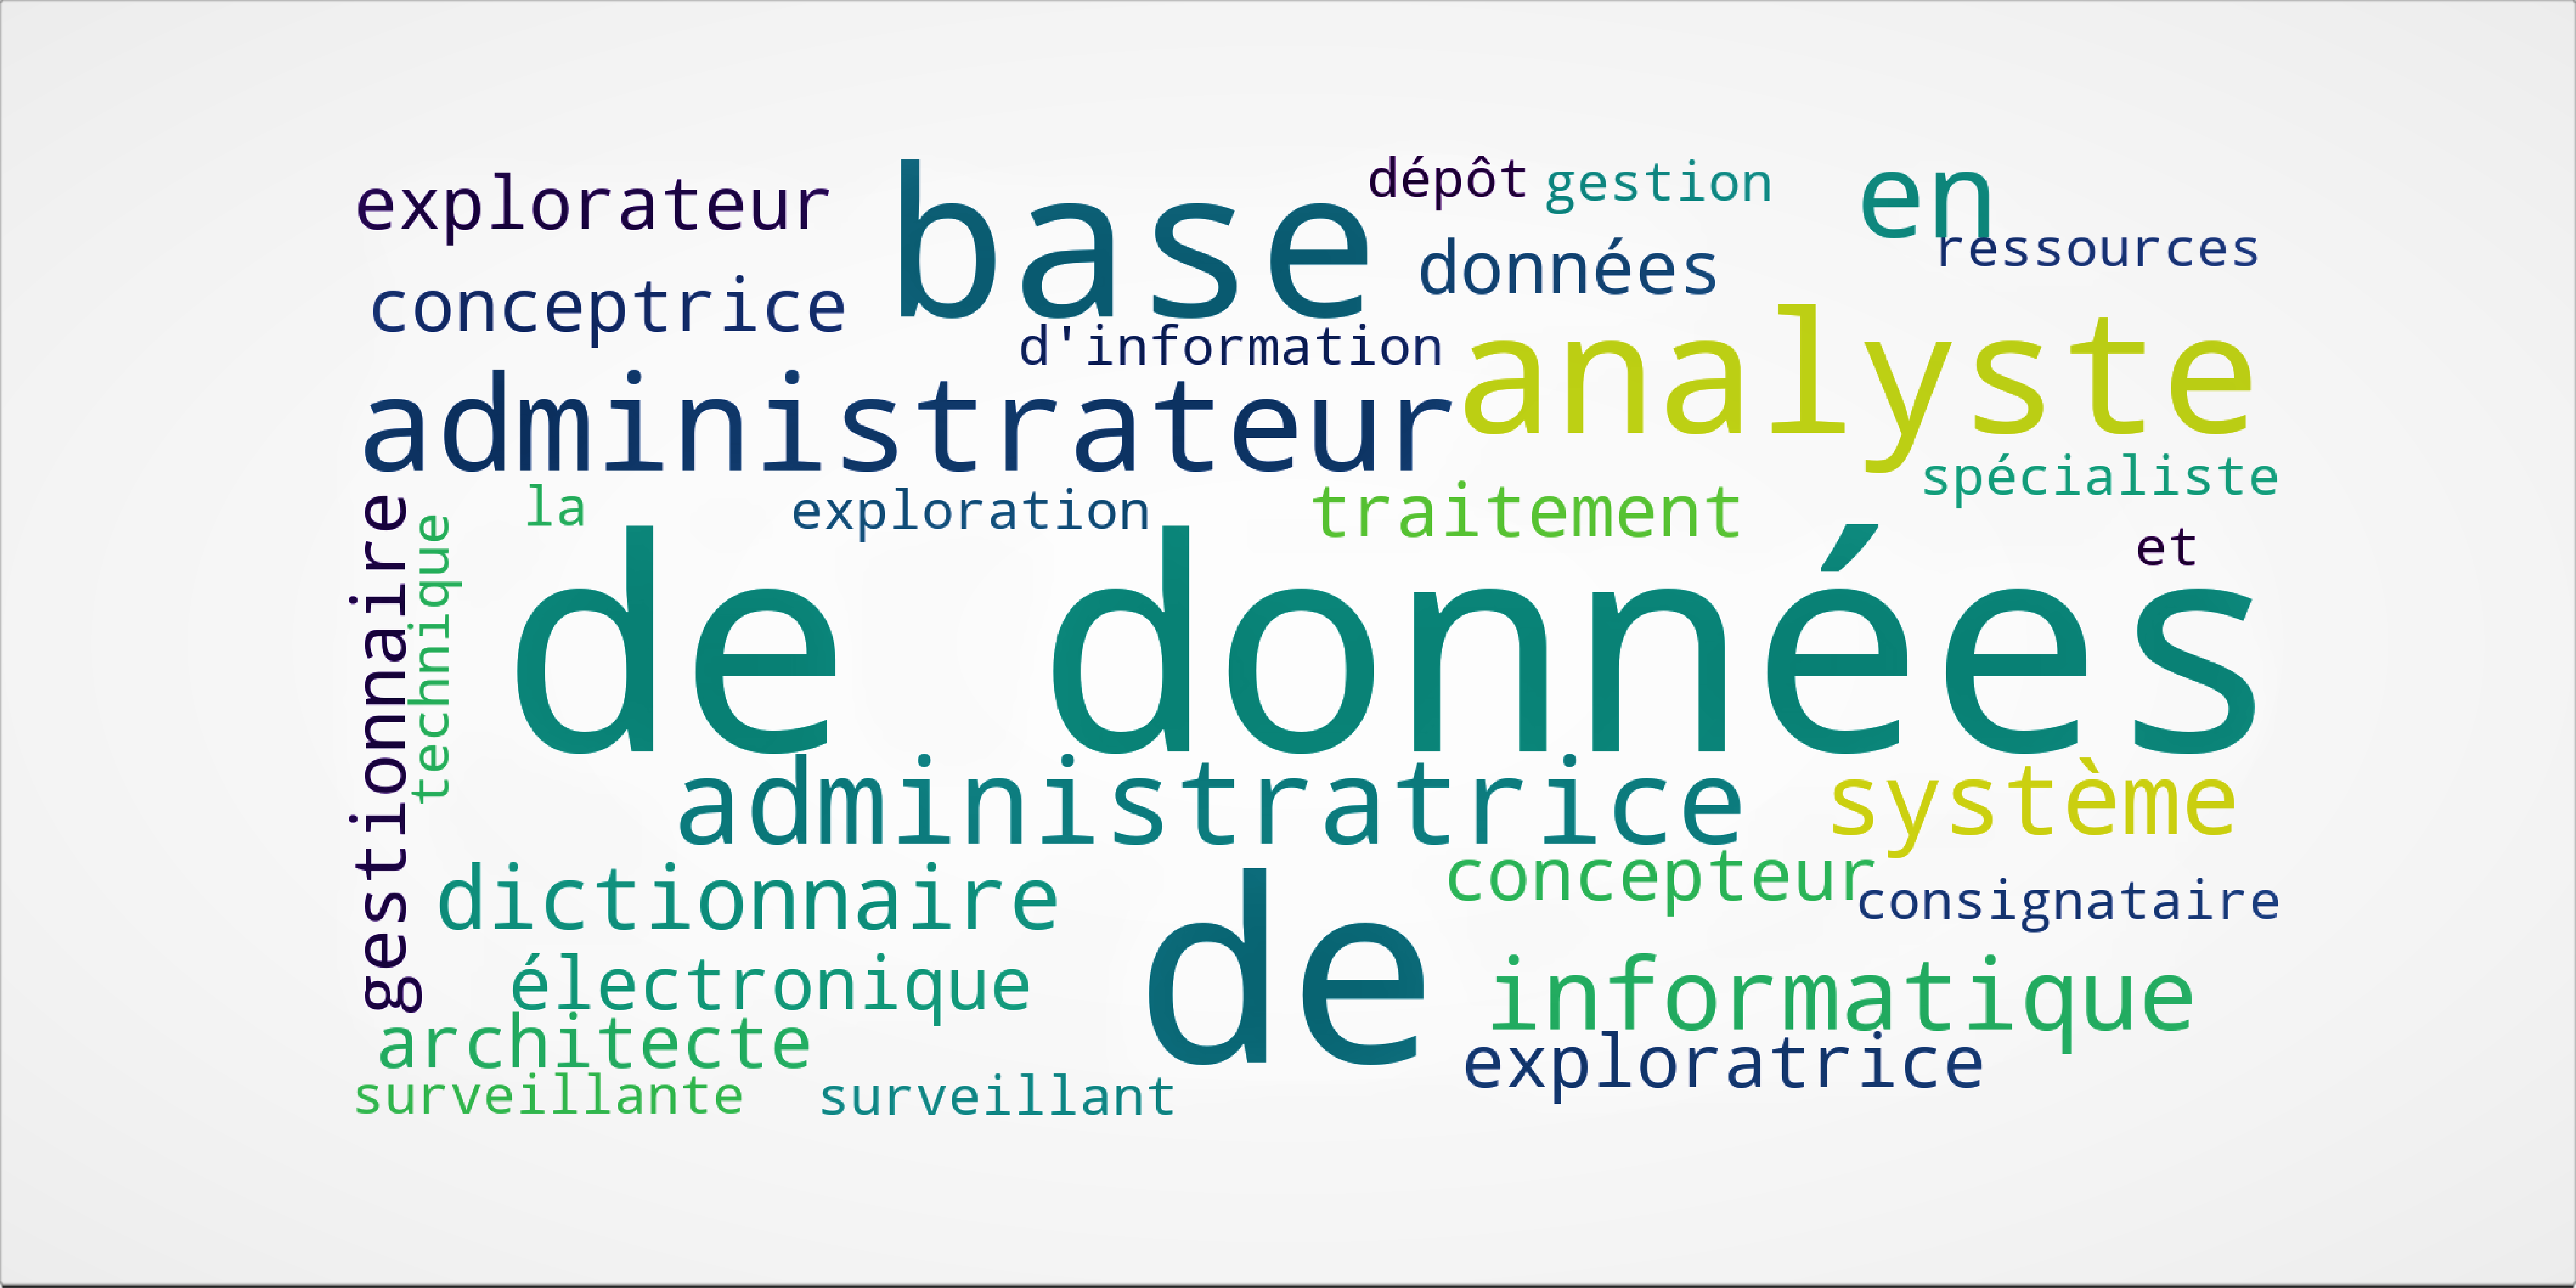 explorateur
base
dépôt
gestion
en
ressources
données
conceptrice
d'information
analyste
administrateur
spécialiste
la
exploration
traitement
et
gestionnaire
technique
de données
administratrice
système
concepteur
consignataire
dictionnaire
de
électronique
informatique
architecte
exploratrice
surveillante
surveillant